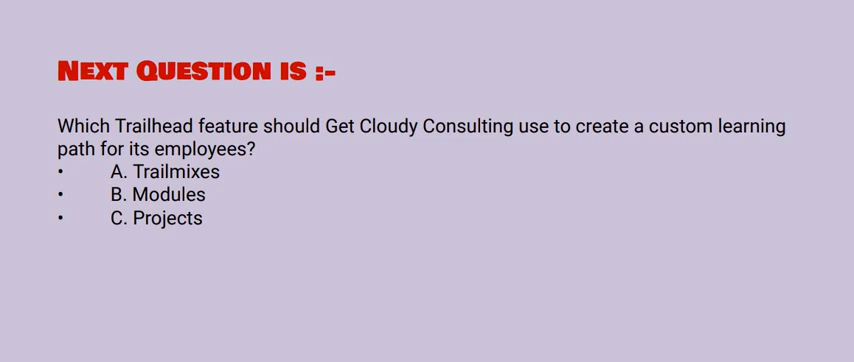 Next Question is :-
Which Trailhead feature should Get Cloudy Consulting use to create a custom learning
path for its employees?
• A. Trailmixes
• B. Modules
• C. Projects